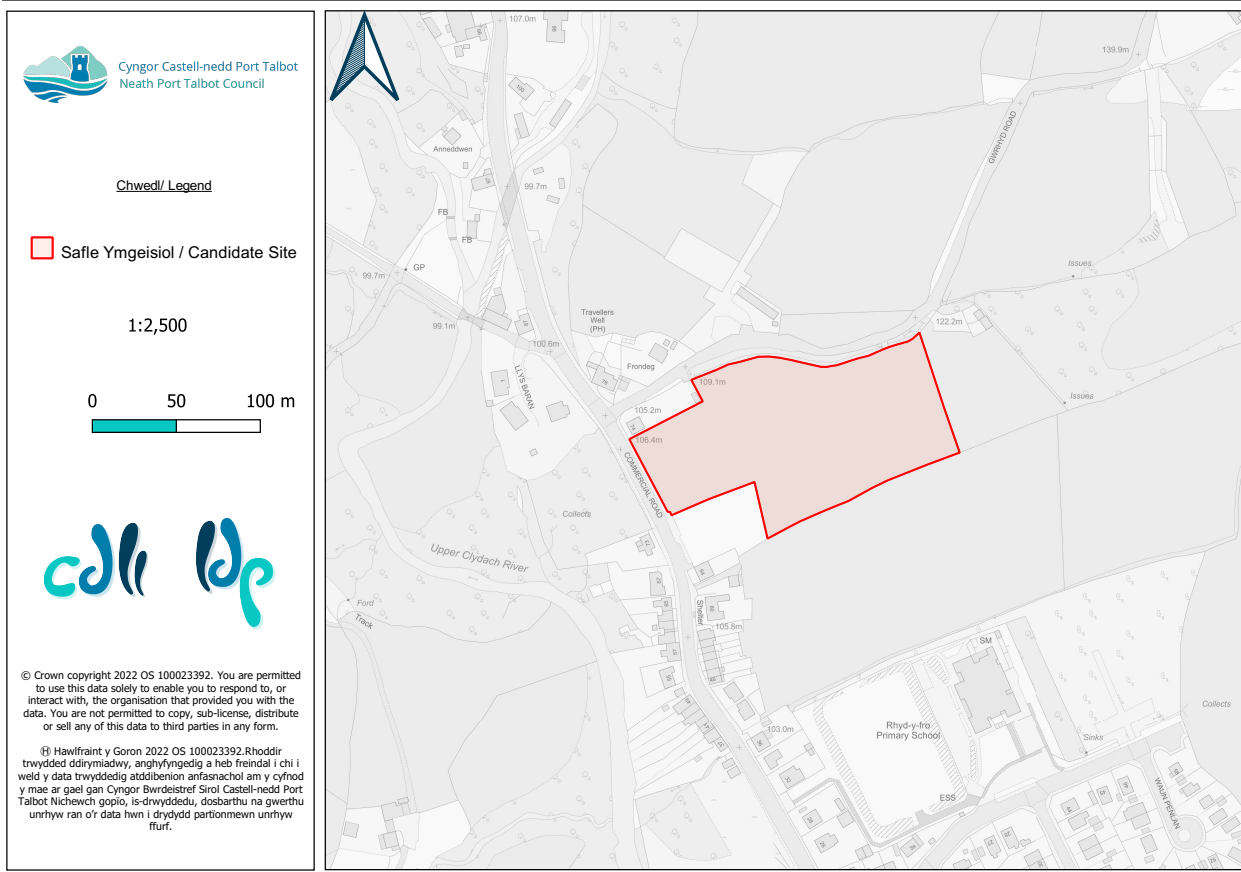 Cyngor Castell-nedd Port Talbot
Neath Port Talbot Council
Chwedl/ Legend
Safle Ymgeisiol / Candidate Site
1:2,500
0 50 100 m
cdll ldp
© Crown copyright 2022 OS 100023392. You are permitted
to use this data solely to enable you to respond to, or
interact with, the organisation that provided you with the
data. You are not permitted to copy, sub-license, distribute
or sell any of this data to third parties in any form.
Ⓗ Hawlfraint y Goron 2022 OS 100023392.Rhoddir
trwydded ddirymiadwy, anghyfyngedig a heb freindal i chi i
weld y data trwyddedig atddibenion anfasnachol am y cyfnod
y mae ar gael gan Cyngor Bwrdeistref Sirol Castell-nedd Port
Talbot Nichewch gopïo, is-drwyddedu, dosbarthu na gwerthu
unrhyw ran o'r data hwn i drydydd partïonmewn unrhyw
ffurf.
107.0m
139.9m
100
Anneddwen
GWRHYD ROAD
99.7m
FB
FB
GP
99.7m
Issues
99.1m
Travellers
Well
(PH)
122.2m
100.6m
Frondeg
LLYS BARAN
109.1m
Issues
105.2m
106.4m
COMMERCIAL ROAD
Collects
Upper Clydach River
Ford
Track
Shelter
105.8m
SM
Rhyd-y-fro
Primary School
103.0m
Collects
Sinks
ESS
WAUN PENLAN